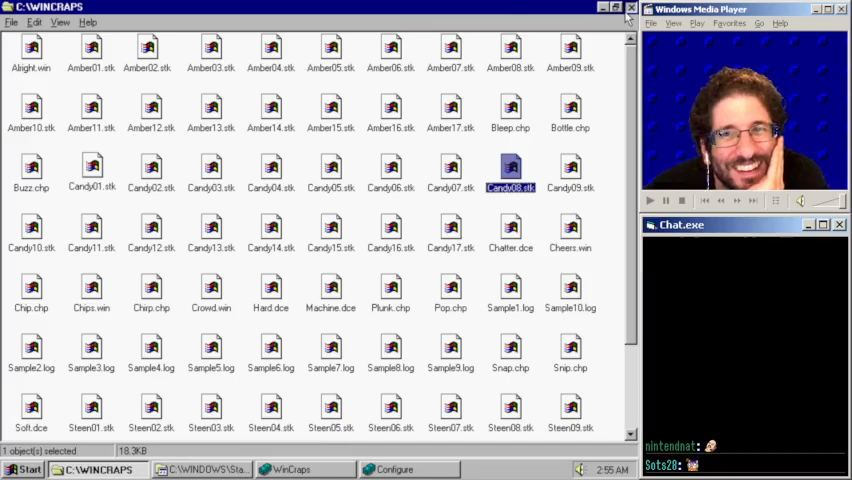 C:\WINCRAPS
File Edit View Help
Alright.win Amber01.stk Amber02.stk Amber03.stk Amber04.stk Amber05.stk Amber06.stk Amber07.stk Amber08.stk Amber09.stk
Amber10.stk Amber11.stk Amber12.stk Amber13.stk Amber14.stk Amber15.stk Amber16.stk Amber17.stk Bleep.chp Bottle.chp
Buzz.chp Candy01.stk Candy02.stk Candy03.stk Candy04.stk Candy05.stk Candy06.stk Candy07.stk Candy08.stk Candy09.stk
Candy10.stk Candy11.stk Candy12.stk Candy13.stk Candy14.stk Candy15.stk Candy16.stk Candy17.stk Chatter.dce Cheers.win
Chip.chp Chips.win Chirp.chp Crowd.win Hard.dce Machine.dce Plunk.chp Pop.chp Sample1.log Sample10.log
Sample2.log Sample3.log Sample4.log Sample5.log Sample6.log Sample7.log Sample8.log Sample9.log Snap.chp Snip.chp
Soft.dce Steen01.stk Steen02.stk Steen03.stk Steen04.stk Steen05.stk Steen06.stk Steen07.stk Steen08.stk Steen09.stk
1 object(s) selected 18.3KB
Start C:\WINCRAPS C:\WINDOWS\Sta... WinCraps Configure 2:55 AM
Windows Media Player
File View Play Favorites Go Help
Chat.exe
nintendnat:
Sots28: